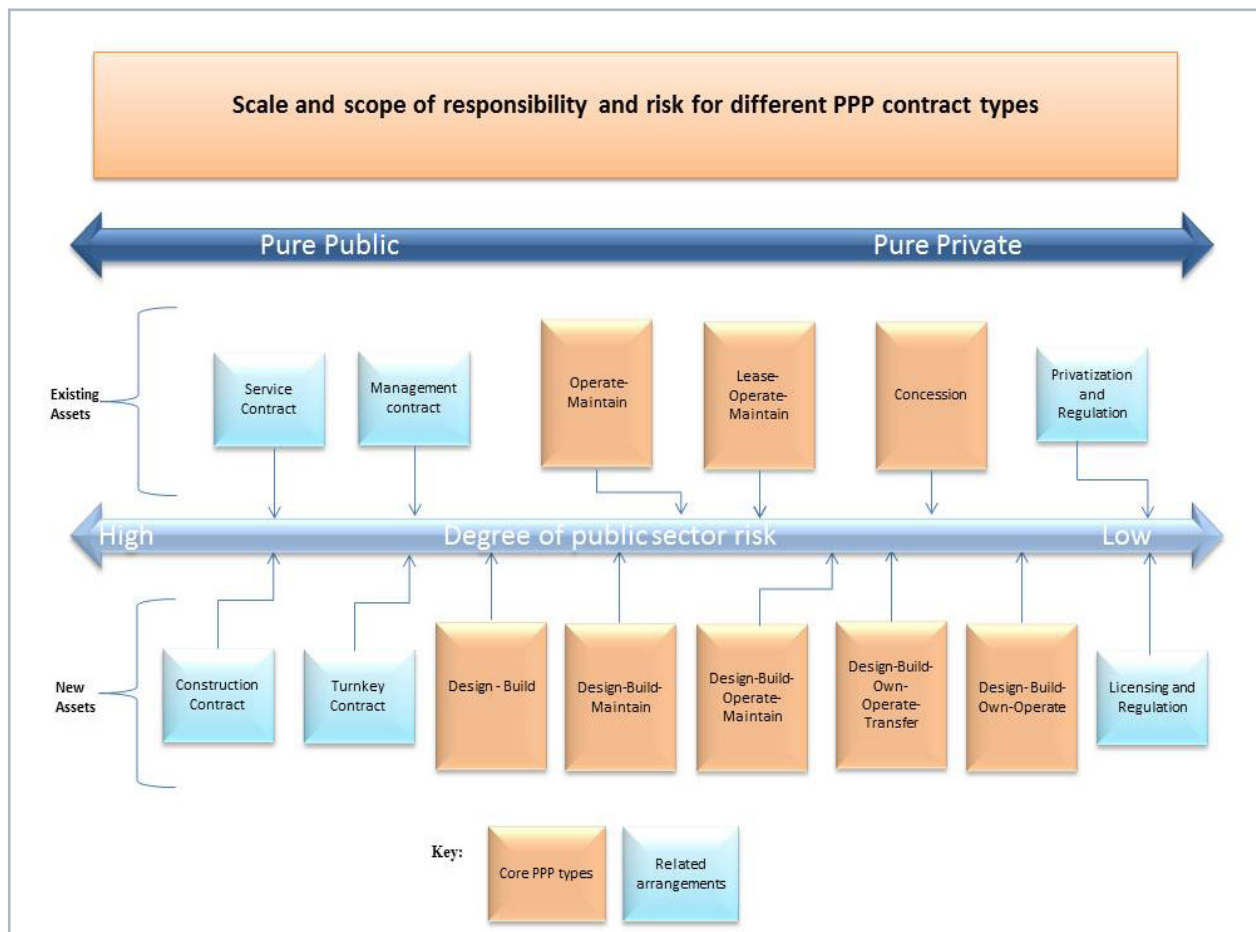 Scale and scope of responsibility and risk for different PPP contract types
Pure Public
Pure Private
Existing
Assets
Service
Contract
Management
contract
Operate-
Maintain
Lease-
Operate-
Maintain
Concession
Privatization
and
Regulation
High
Degree of public sector risk
Low
New
Assets
Construction
Contract
Turnkey
Contract
Design - Build
Design-Build-
Maintain
Design-Build-
Operate-
Maintain
Design-Build-
Own-
Operate-
Transfer
Design- Build-
Own-Operate
Licensing and
Regulation
Key:
Core PPP types
Related
arrangements